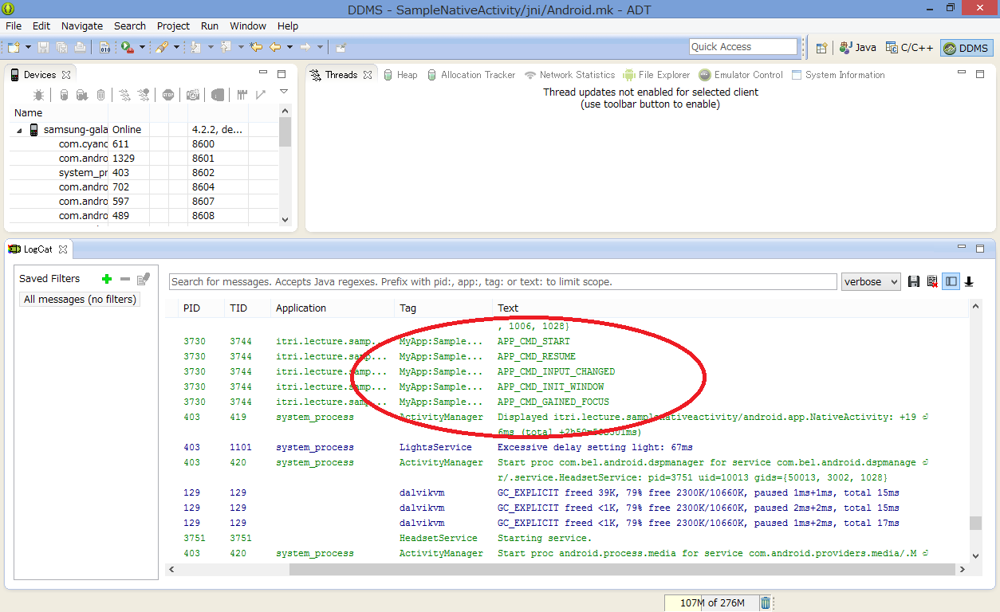 DDMS - SampleNativeActivity/jni/Android.mk - ADT
File Edit Navigate Search Project Run Window Help
Quick Access
Java C/C++ DDMS
Devices
Name
samsung-gala Online 4.2.2, de...
com.cyanc 611 8600
com.andro 1329 8601
system_pr 403 8602
com.andro 702 8604
com.andro 597 8607
com.andro 489 8608
Threads Heap Allocation Tracker Network Statistics File Explorer Emulator Control System Information
Thread updates not enabled for selected client
(use toolbar button to enable)
LogCat
Saved Filters
All messages (no filters)
Search for messages. Accepts Java regexes. Prefix with pid:, app:, tag: or text: to limit scope.
verbose
PID TID Application Tag Text
, 1006, 1028}
3730 3744 itri.lecture.samp... MyApp:Sample... APP_CMD_START
3730 3744 itri.lecture.samp... MyApp:Sample... APP_CMD_RESUME
3730 3744 itri.lecture.samp... MyApp:Sample... APP_CMD_INPUT_CHANGED
3730 3744 itri.lecture.samp... MyApp:Sample... APP_CMD_INIT_WINDOW
3730 3744 itri.lecture.samp... MyApp:Sample... APP_CMD_GAINED_FOCUS
403 419 system_process ActivityManager Displayed itri.lecture.samplenativeactivity/android.app.NativeActivity: +19
6ms (total
403 1101 system_process LightsService Excessive delay setting light: 67ms
403 420 system_process ActivityManager Start proc com.bel.android.dspmanager for service com.bel.android.dspmanage
r/.service.HeadsetService: pid=3751 uid=10013 gids={50013, 3002, 1028}
129 129 dalvikvm GC_EXPLICIT freed 39K, 79% free 2300K/10660K, paused 1ms+1ms, total 15ms
129 129 dalvikvm GC_EXPLICIT freed <1K, 79% free 2300K/10660K, paused 2ms+2ms, total 15ms
129 129 dalvikvm GC_EXPLICIT freed <1K, 79% free 2300K/10660K, paused 1ms+2ms, total 17ms
3751 3751 HeadsetService Starting service.
403 420 system_process ActivityManager Start proc android.process.media for service com.android.providers.media/.M
107M of 276M